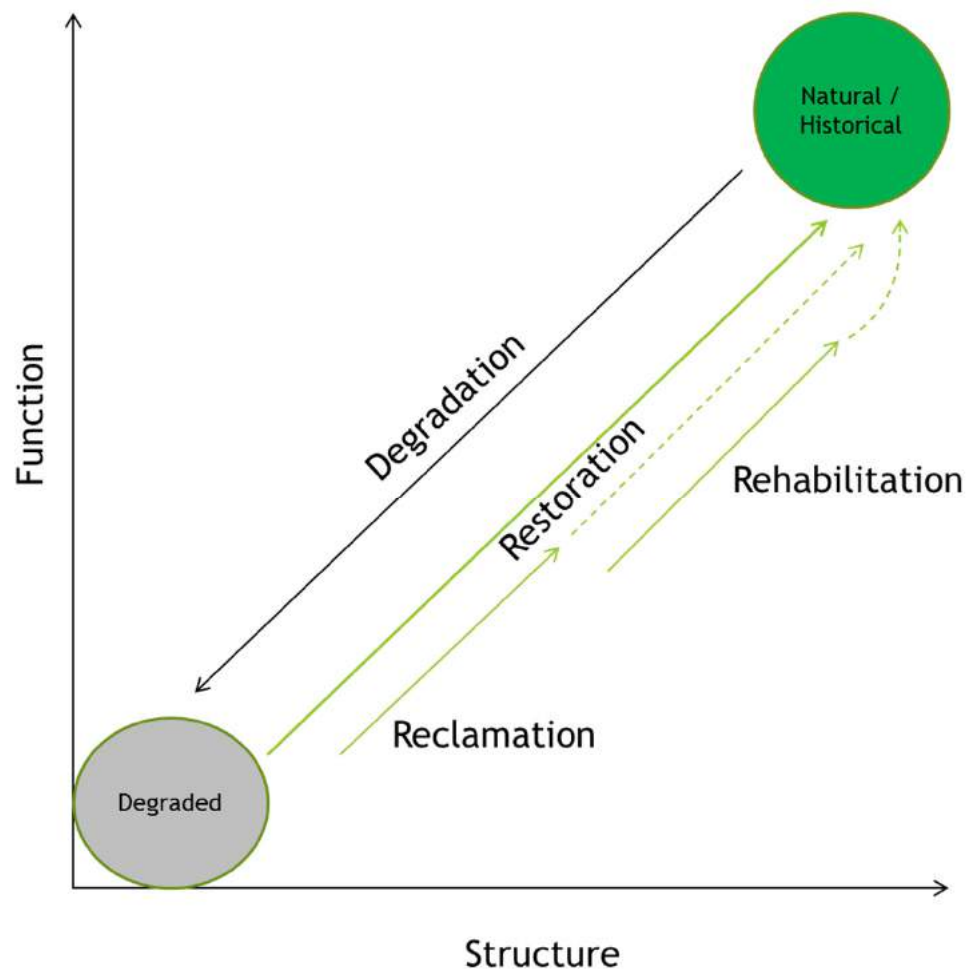 Natural /
Historical
Function
Degradation
Restoration
Rehabilitation
Reclamation
Degraded
Structure